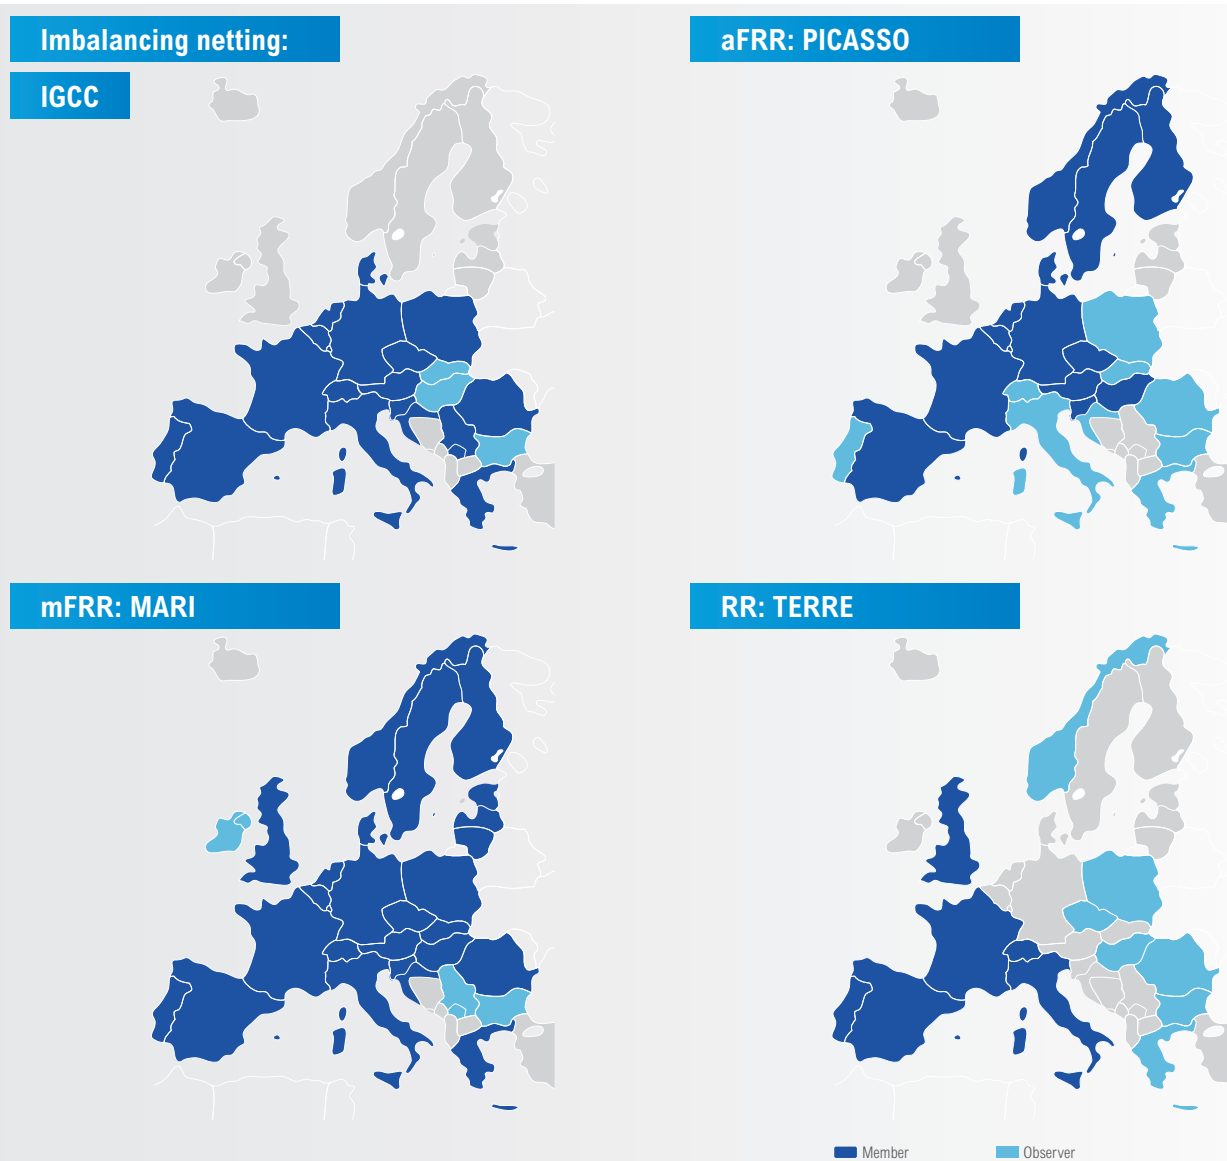 Imbalancing netting:
IGCC
aFRR: PICASSO
mFRR: MARI
RR: TERRE
Member
Observer